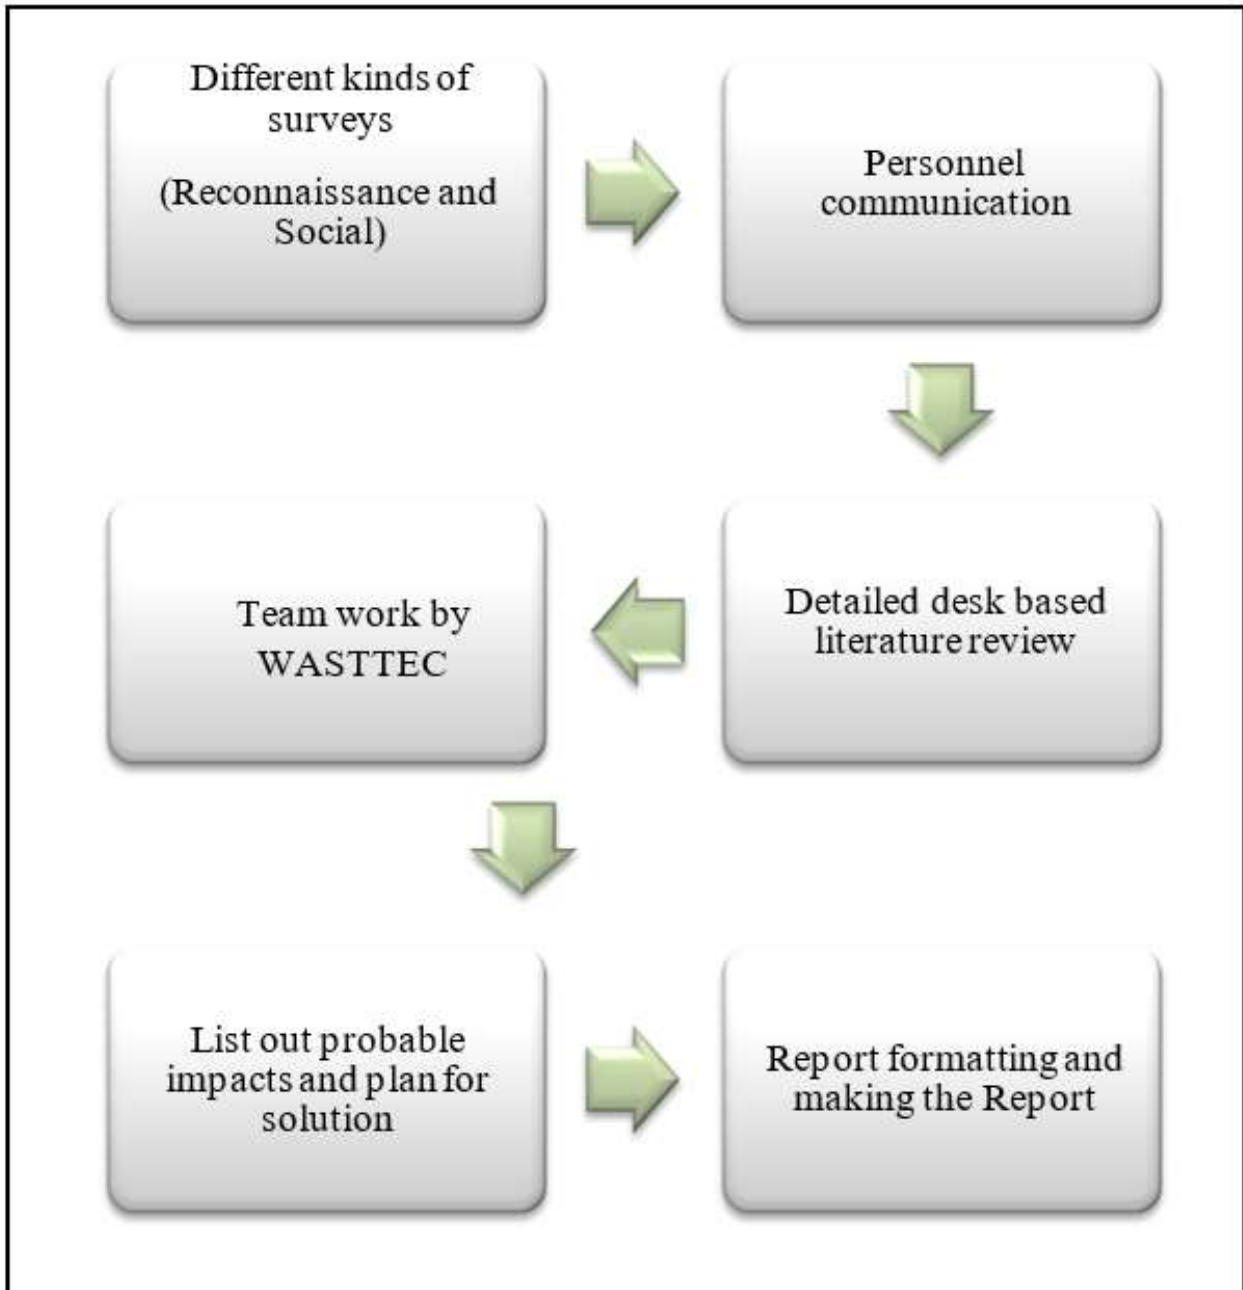 Different kinds of
surveys
(Reconnaissance and
Social)
Personnel
communication
Detailed desk based
literature review
Team work by
WASTTEC
List out probable
impacts and plan for
solution
Report formatting and
making the Report